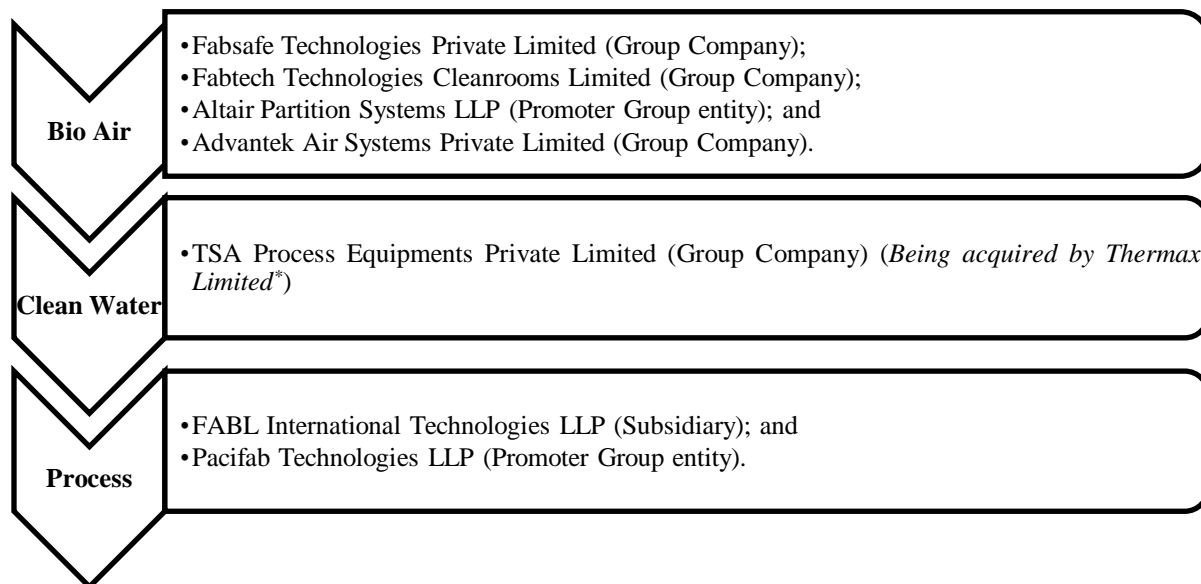 Bio Air
•Fabsafe Technologies Private Limited (Group Company);
•Fabtech Technologies Cleanrooms Limited (Group Company);
•Altair Partition Systems LLP (Promoter Group entity); and
•Advantek Air Systems Private Limited (Group Company).
Clean Water
•TSA Process Equipments Private Limited (Group Company) (Being acquired by Thermax
Limited*)
Process
•FABL International Technologies LLP (Subsidiary); and
•Pacifab Technologies LLP (Promoter Group entity).